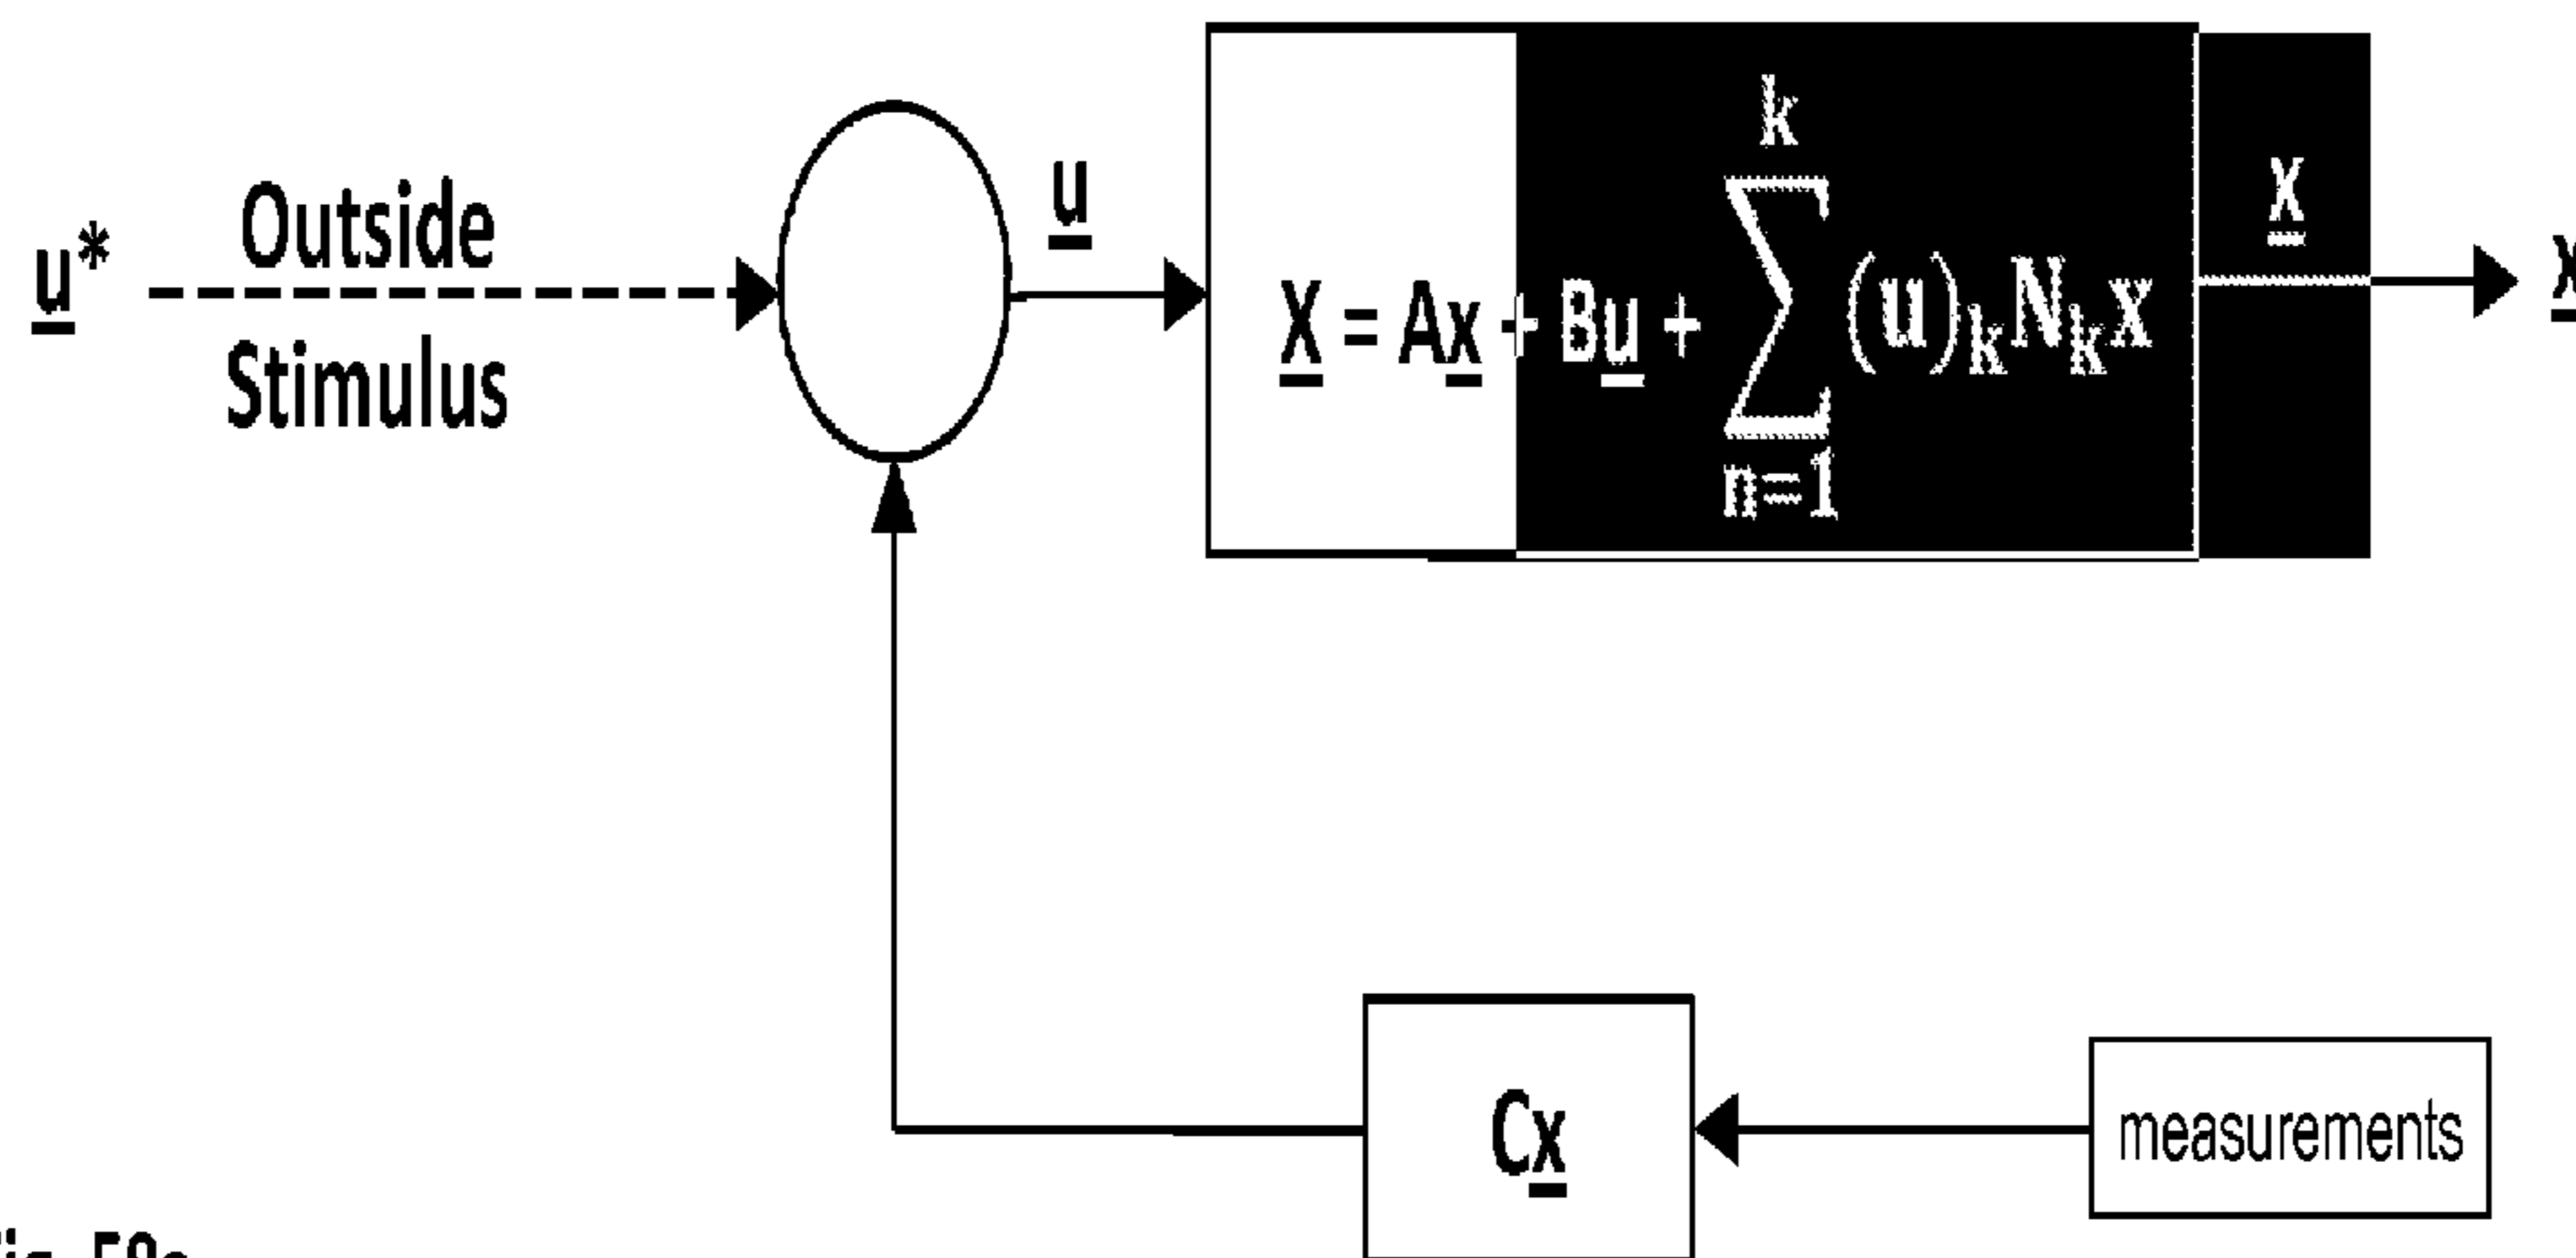 Outside
u*
Stimulus
u
k
X = Ax + Bu + ∑ (u)ₖNₖx
n=1
x
x
Cx
measurements